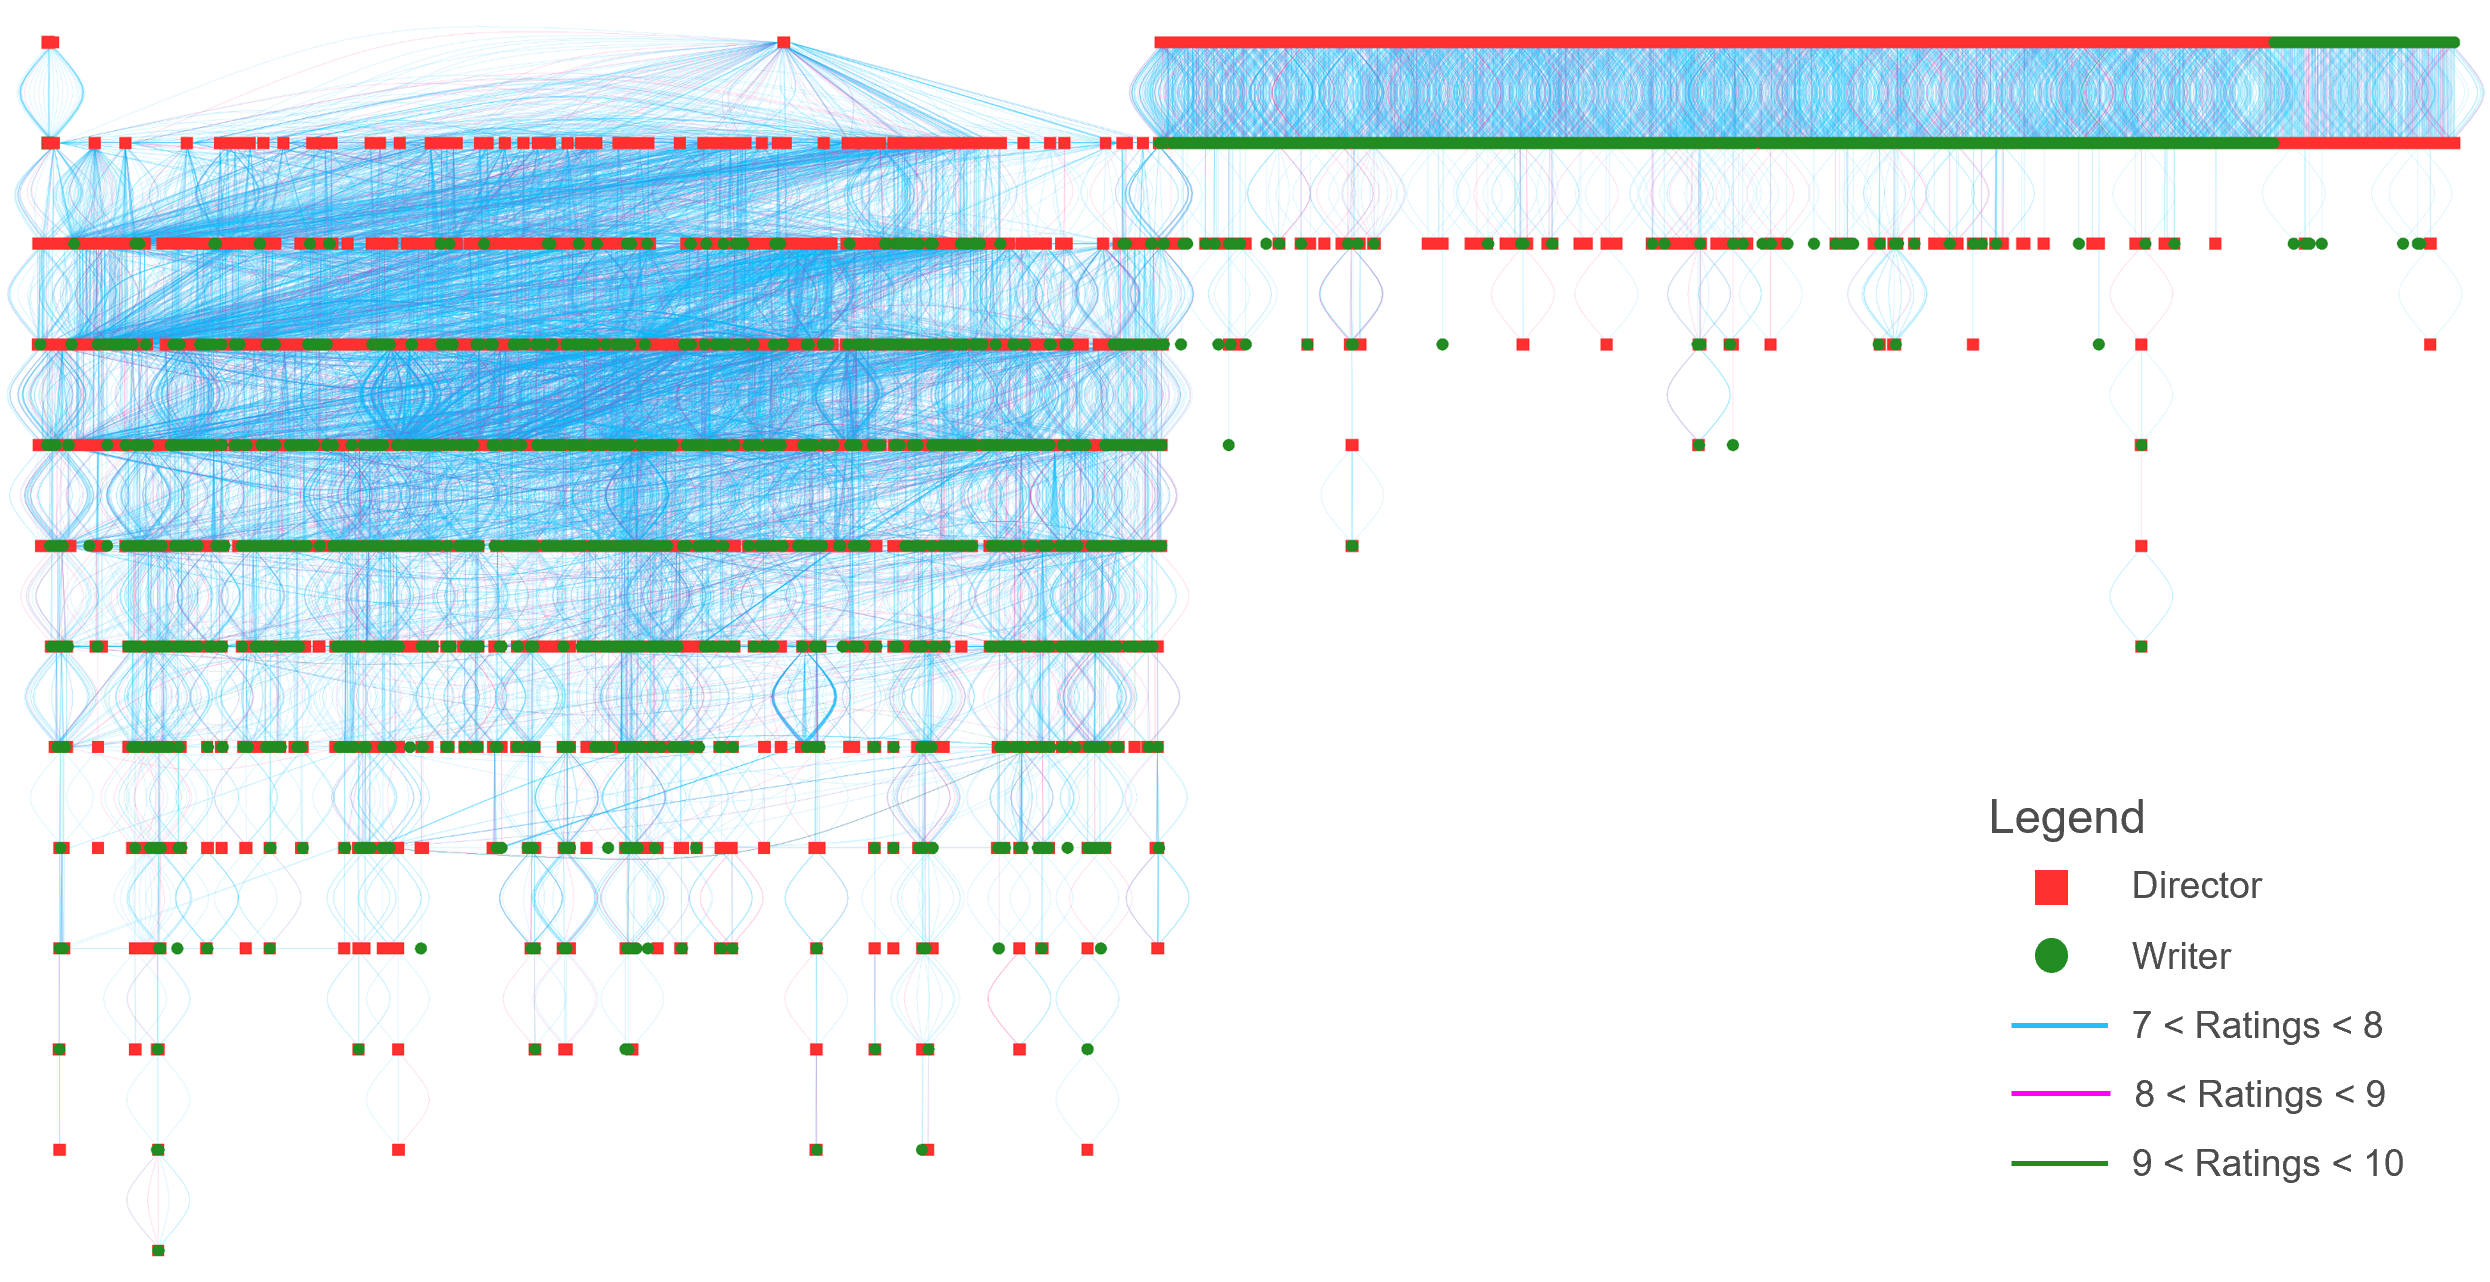 Legend
Director
Writer
7 < Ratings < 8
8 < Ratings < 9
9 < Ratings < 10